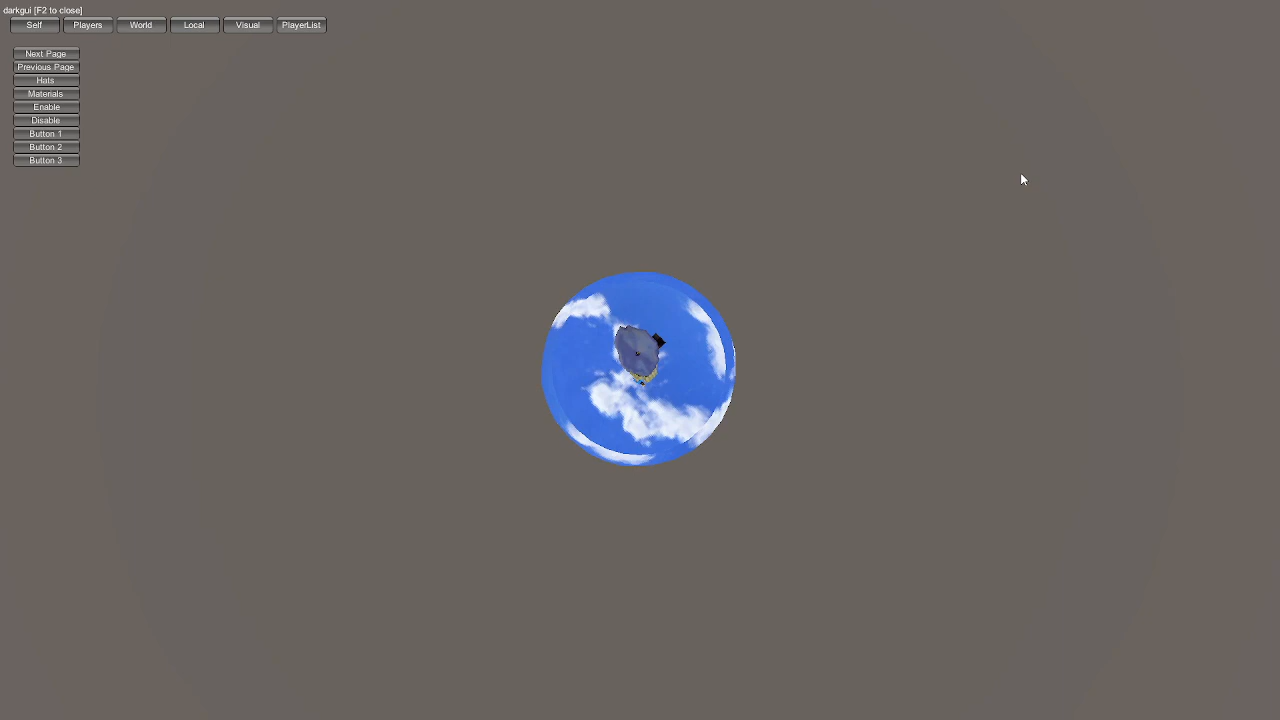 darkgui [F2 to close]
Self Players World Local Visual PlayerList
Next Page
Previous Page
Hats
Materials
Enable
Disable
Button 1
Button 2
Button 3